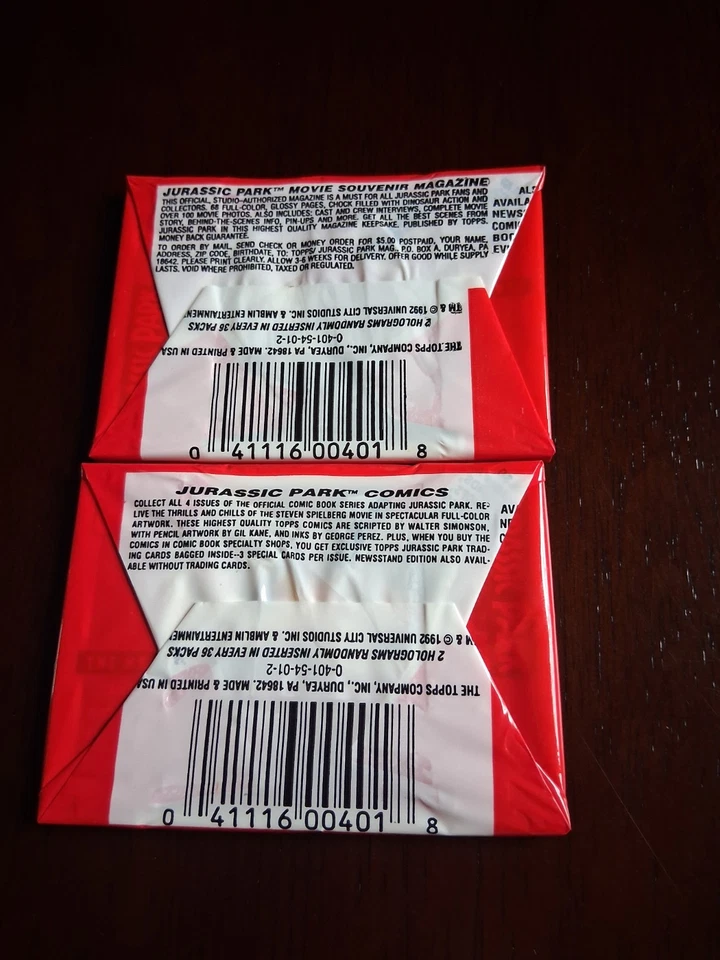 JURASSIC PARK™ MOVIE SOUVENIR MAGAZINE
THIS OFFICIAL, STUDIO-AUTHORIZED MAGAZINE IS A MUST FOR ALL JURASSIC PARK FANS AND
COLLECTORS. 68 FULL-COLOR, GLOSSY PAGES, CHOCK FILLED WITH DINOSAUR ACTION AND
OVER 100 MOVIE PHOTOS. ALSO INCLUDES: CAST AND CREW INTERVIEWS, COMPLETE MOVIE
STORY, BEHIND-THE-SCENES INFO, PIN-UPS AND MORE. GET ALL THE BEST SCENES FROM
JURASSIC PARK IN THIS HIGHEST QUALITY MAGAZINE KEEPSAKE. PUBLISHED BY TOPPS.
MONEY BACK GUARANTEE.
TO ORDER BY MAIL, SEND CHECK OR MONEY ORDER FOR $5.00 POSTPAID, YOUR NAME,
ADDRESS, ZIP CODE, BIRTHDATE, TO: TOPPS/ JURASSIC PARK MAG., P.O. BOX A, DURYEA, PA
18642. PLEASE PRINT CLEARLY. ALLOW 3-6 WEEKS FOR DELIVERY. OFFER GOOD WHILE SUPPLY
LASTS. VOID WHERE PROHIBITED, TAXED OR REGULATED.
AVAILA
NEWS
COMI
BOO
EV
THE TOPPS COMPANY, INC., DURYEA, PA 18642. MADE & PRINTED IN USA
0-401-54-01-2
2 HOLOGRAMS RANDOMLY INSERTED IN EVERY 36 PACKS
TM & © 1992 UNIVERSAL CITY STUDIOS INC. & AMBLIN ENTERTAINMEN
0 41116 00401 8
JURASSIC PARK™ COMICS
COLLECT ALL 4 ISSUES OF THE OFFICIAL COMIC BOOK SERIES ADAPTING JURASSIC PARK. RE-
LIVE THE THRILLS AND CHILLS OF THE STEVEN SPIELBERG MOVIE IN SPECTACULAR FULL-COLOR
ARTWORK. THESE HIGHEST QUALITY TOPPS COMICS ARE SCRIPTED BY WALTER SIMONSON,
WITH PENCIL ARTWORK BY GIL KANE, AND INKS BY GEORGE PEREZ. PLUS, WHEN YOU BUY THE
COMICS IN COMIC BOOK SPECIALTY SHOPS, YOU GET EXCLUSIVE TOPPS JURASSIC PARK TRAD-
ING CARDS BAGGED INSIDE--3 SPECIAL CARDS PER ISSUE. NEWSSTAND EDITION ALSO AVAIL-
ABLE WITHOUT TRADING CARDS.
AV
THE TOPPS COMPANY, INC., DURYEA, PA 18642. MADE & PRINTED IN USA
0-401-54-01-2
2 HOLOGRAMS RANDOMLY INSERTED IN EVERY 36 PACKS
M & © 1992 UNIVERSAL CITY STUDIOS INC. & AMBLIN ENTERTAINME
0 41116 00401 8